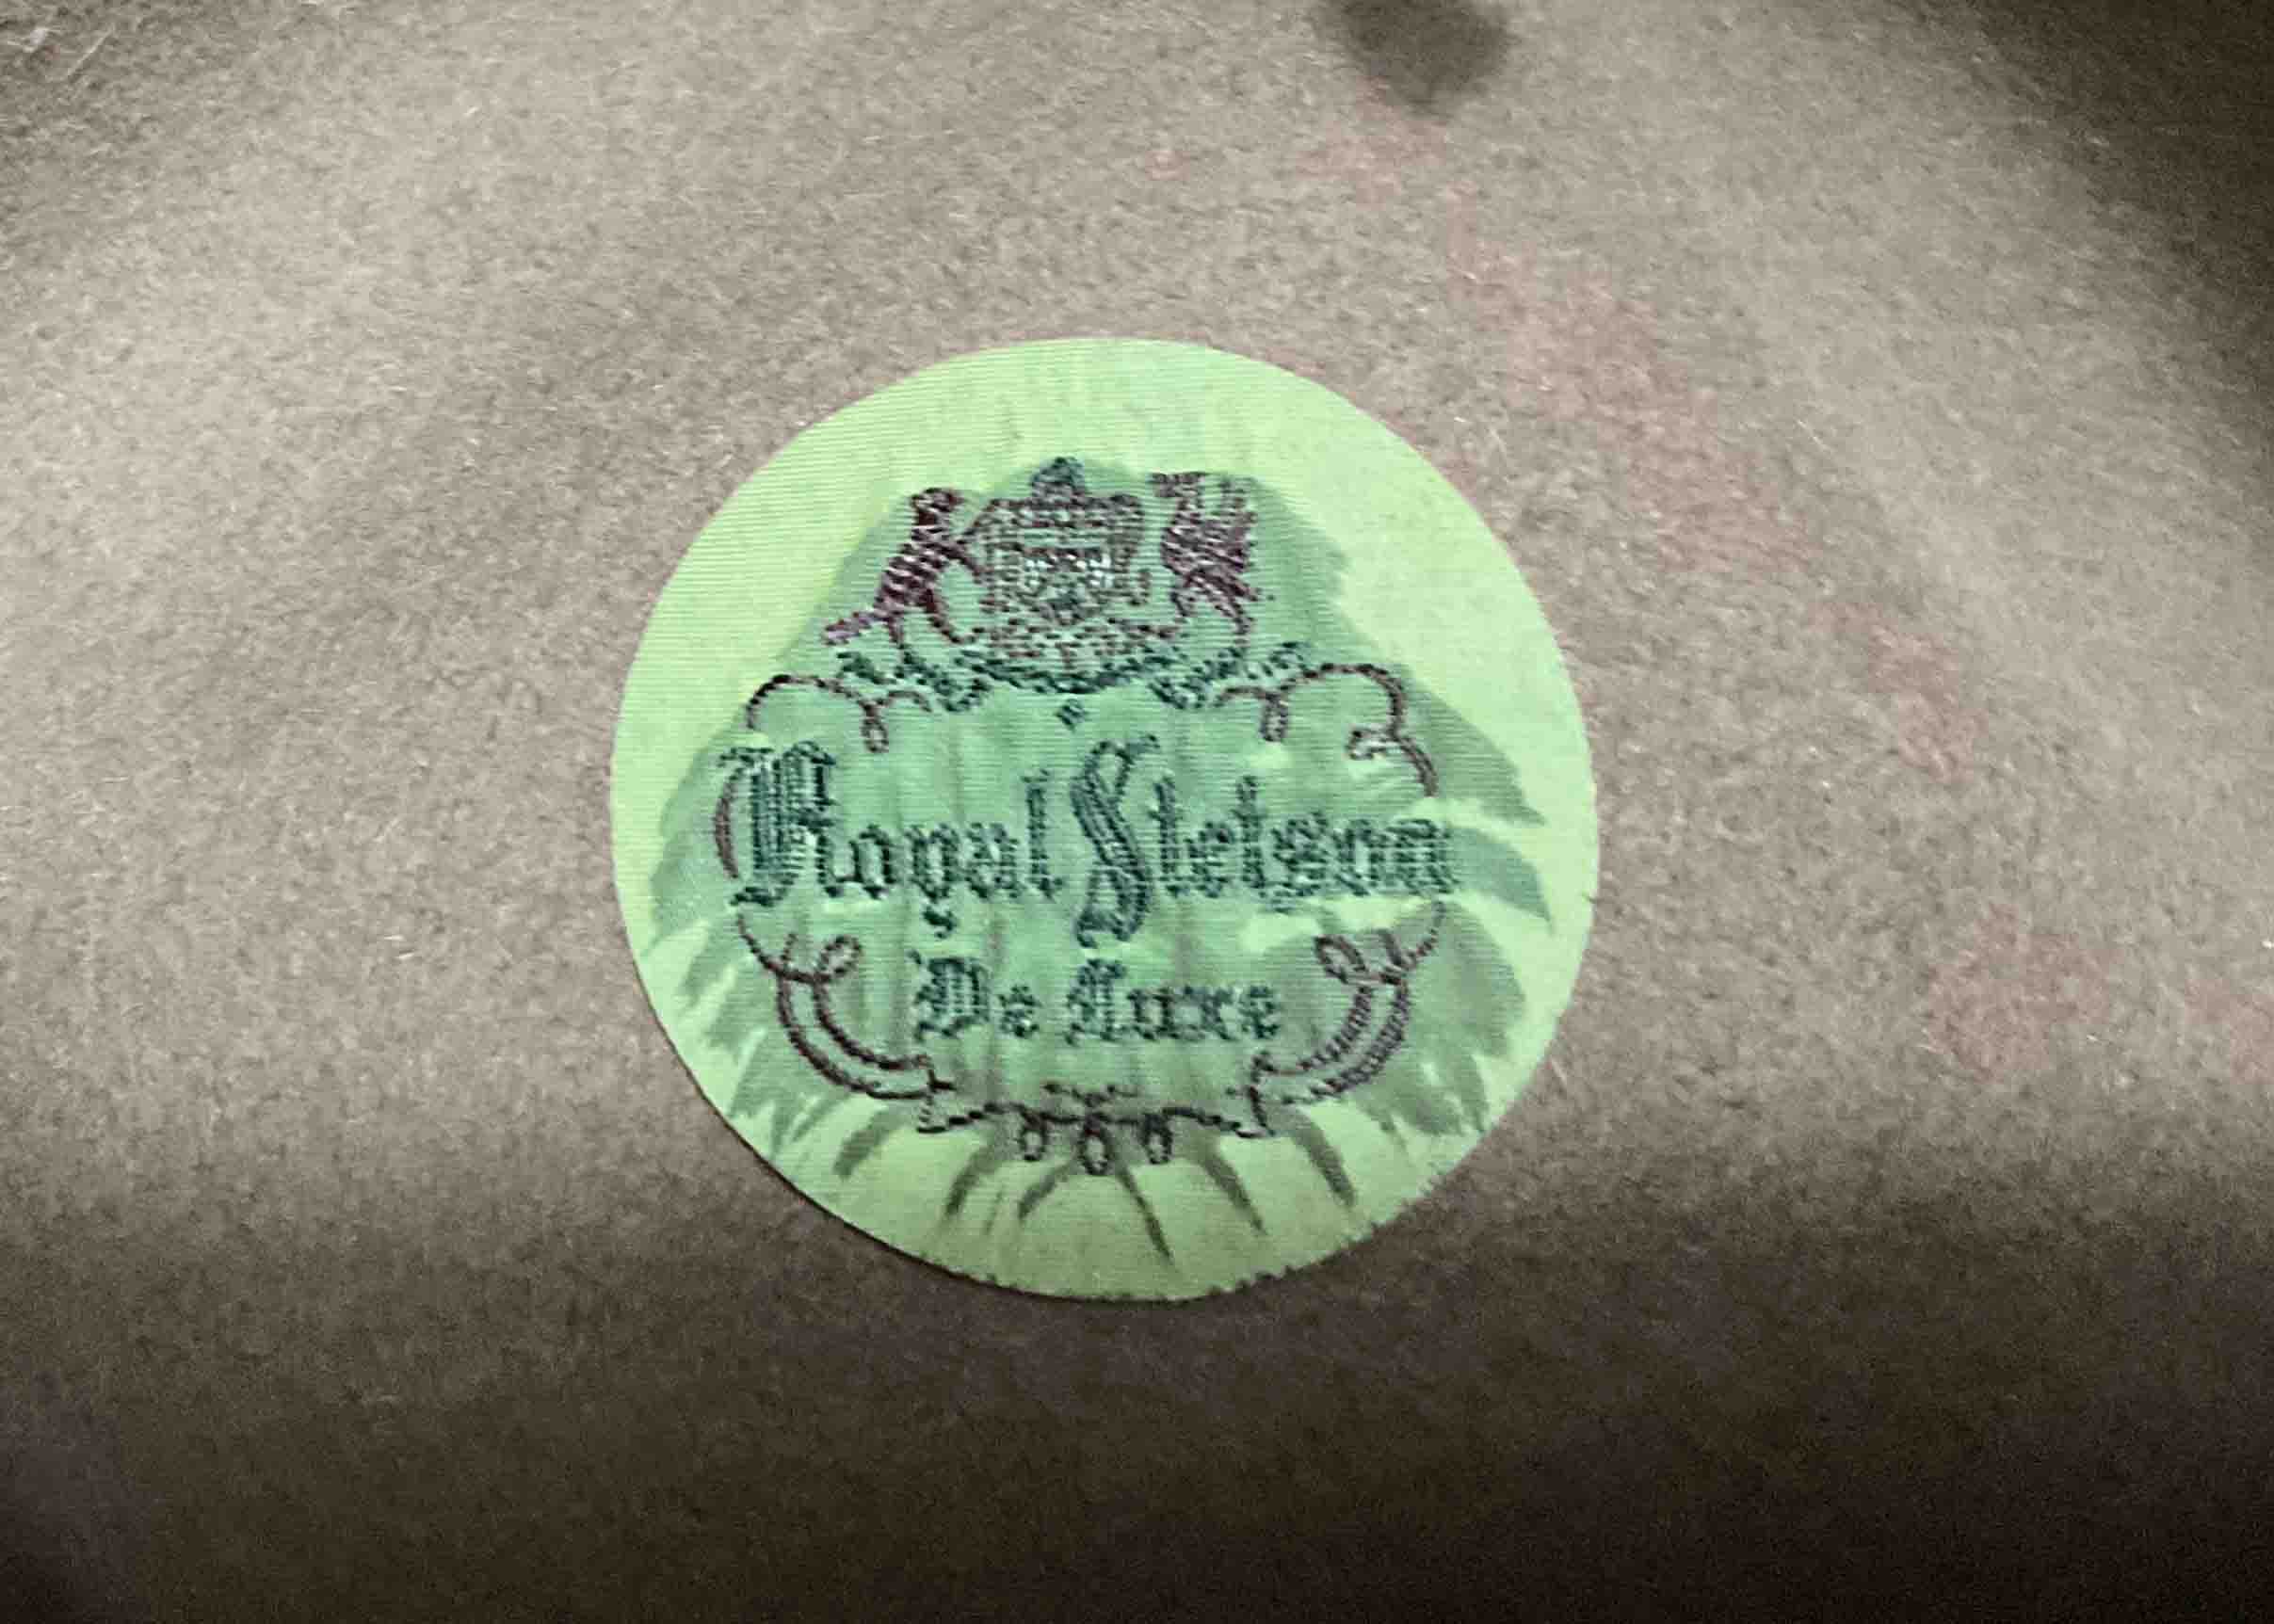 Royal Stetson
De Luxe